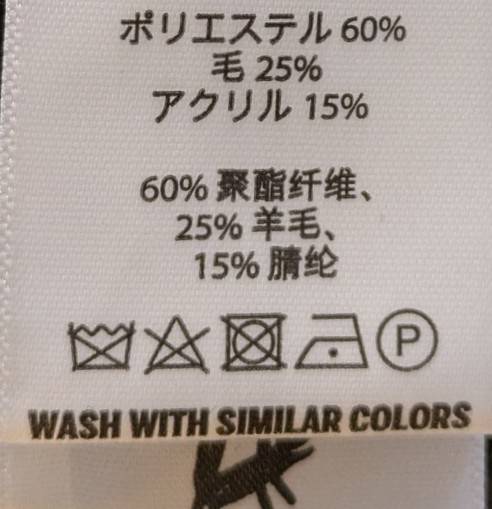 ポリエステル 60%
毛 25%
アクリル 15%
60% 聚酯纤维、
25% 羊毛、
15% 腈纶
P
WASH WITH SIMILAR COLORS